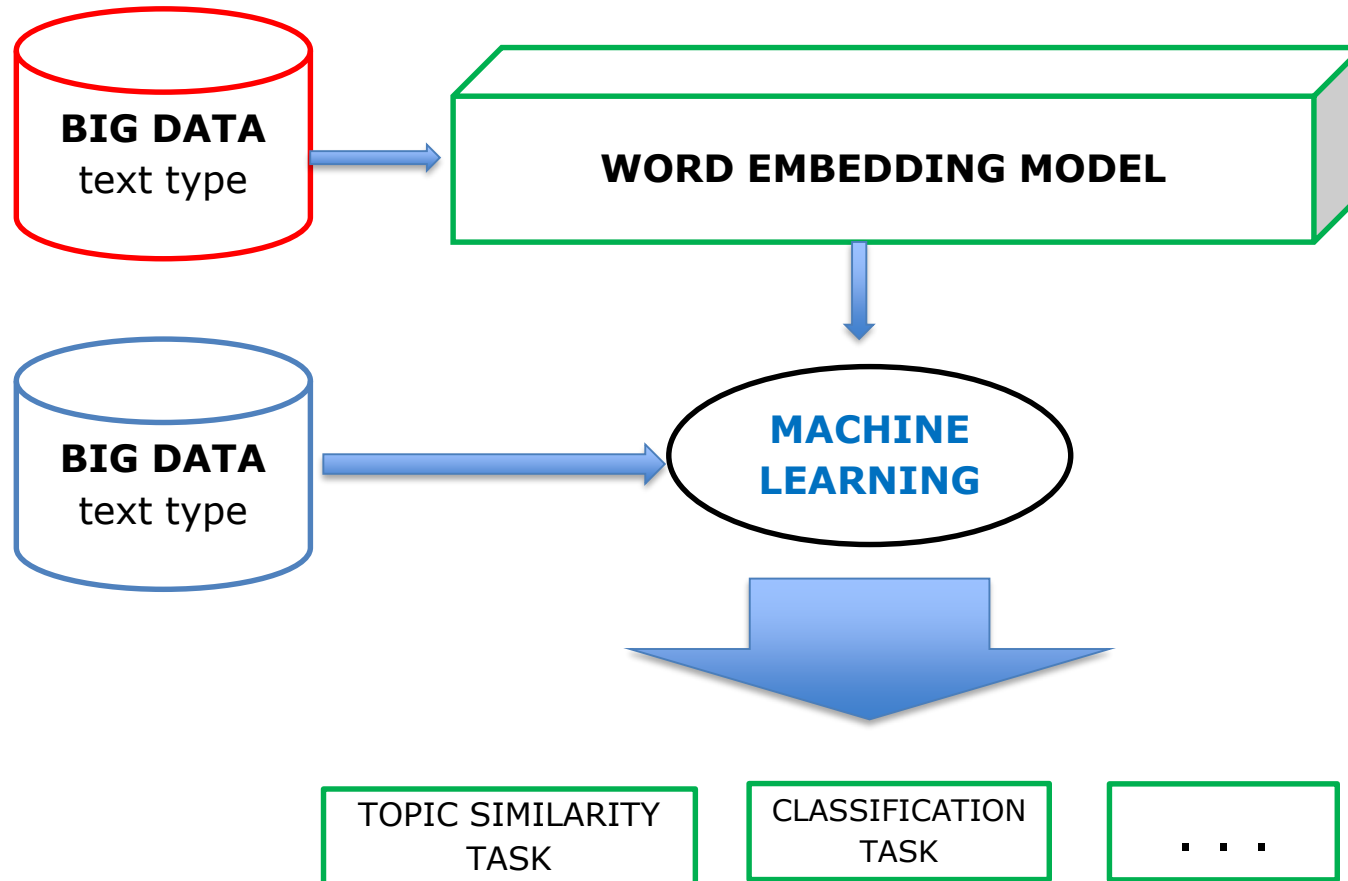 BIG DATA
text type
WORD EMBEDDING MODEL
BIG DATA
text type
MACHINE
LEARNING
TOPIC SIMILARITY
TASK
CLASSIFICATION
TASK
. . .